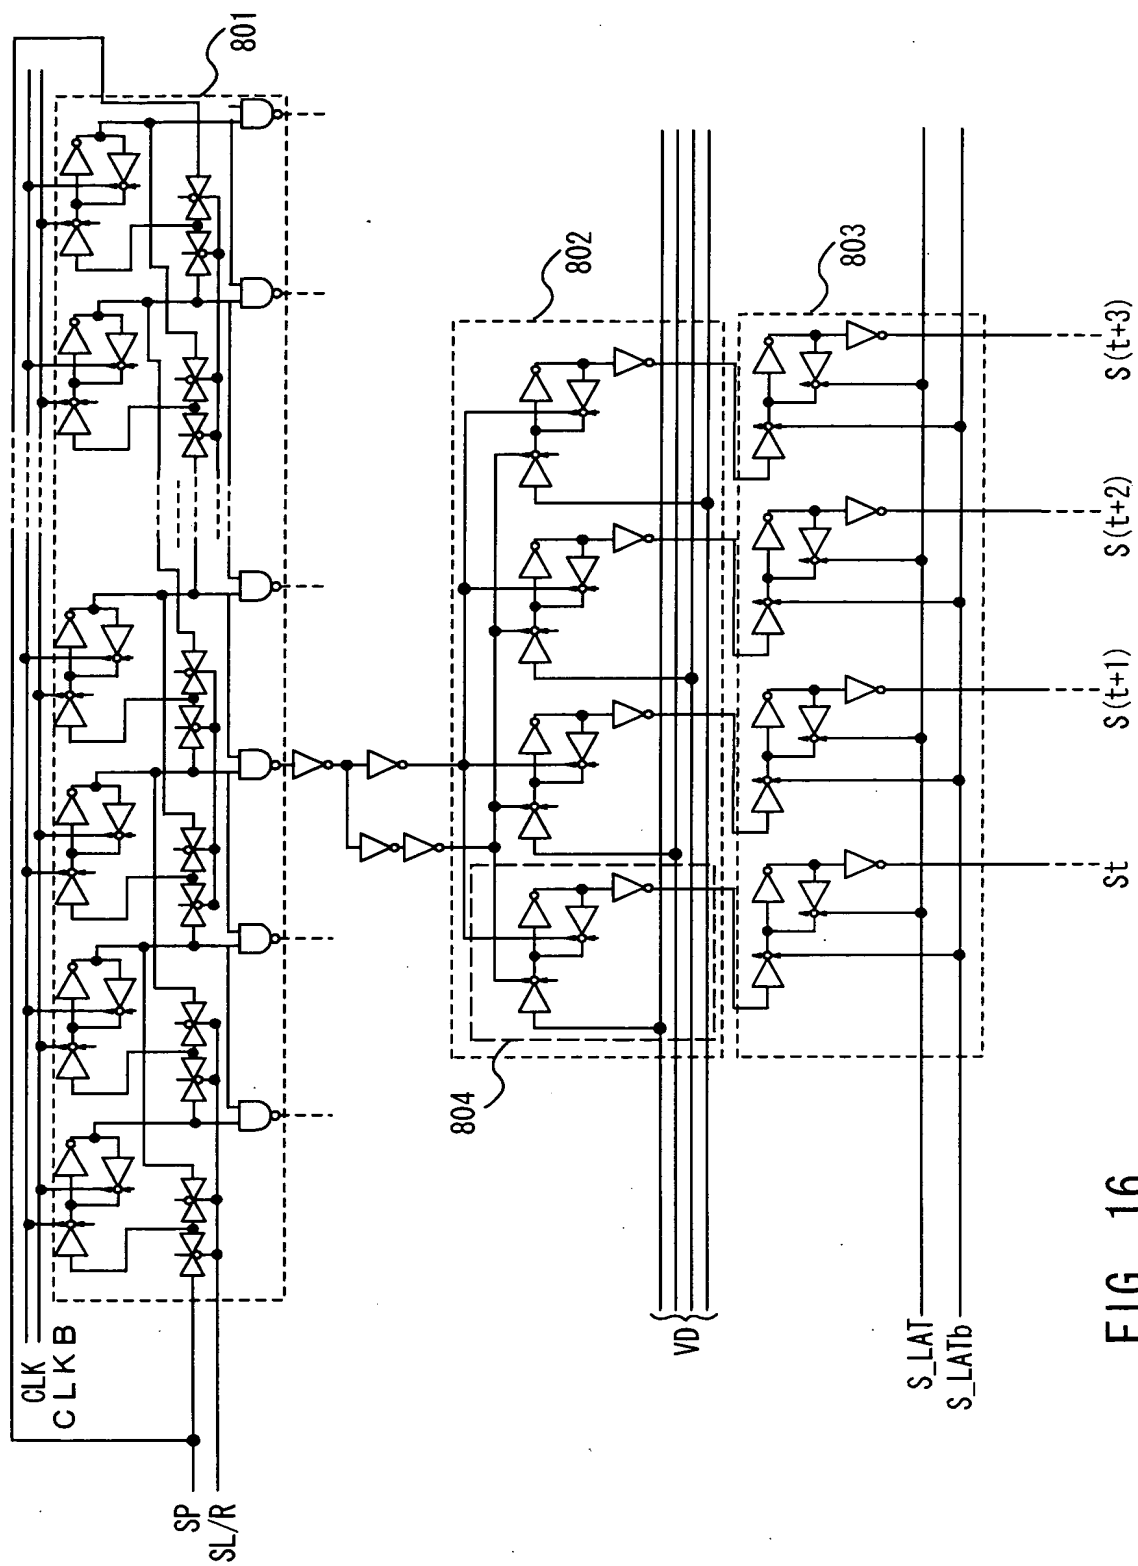 CLK
CLKB
SP
SL/R
801
802
804
VD
803
S_LAT
S_LATb
St
S(t+1)
S(t+2)
S(t+3)
FIG. 16